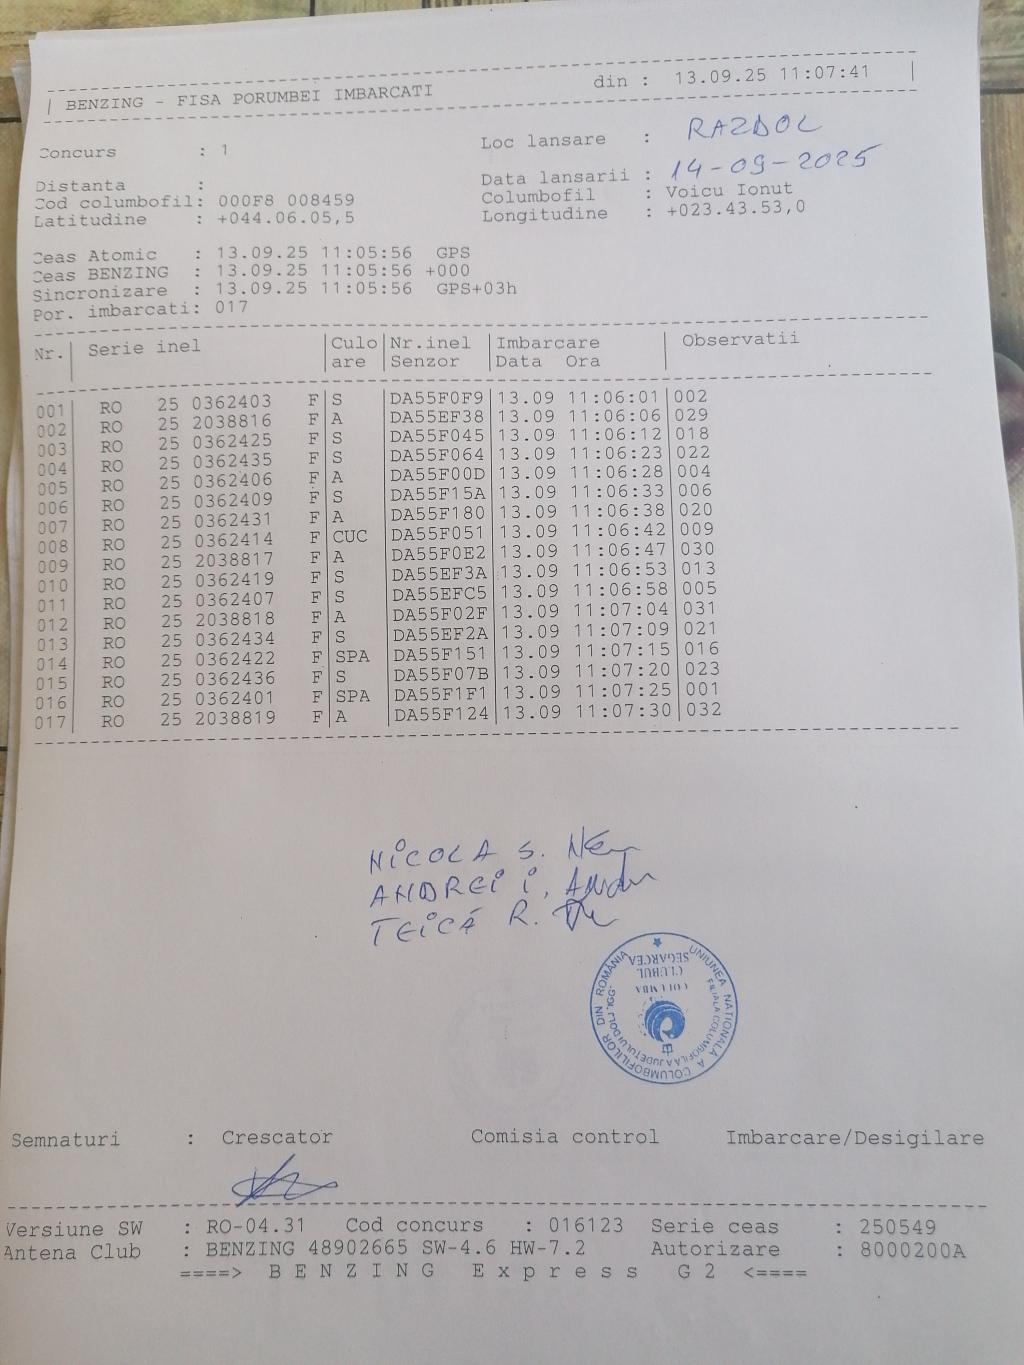 | BENZING - FISA PORUMBEI IMBARCATI din : 13.09.25 11:07:41 |
Concurs : 1 Loc lansare : RAZDOL
Distanta : Data lansarii : 14-09-2025
Cod columbofil: 000F8 008459 Columbofil : Voicu Ionut
Latitudine : +044.06.05,5 Longitudine : +023.43.53,0
Ceas Atomic : 13.09.25 11:05:56 GPS
Ceas BENZING : 13.09.25 11:05:56 +000
Sincronizare : 13.09.25 11:05:56 GPS+03h
Por. imbarcati: 017
Nr.| Serie inel |Culo|Nr.inel |Imbarcare | Observatii
| |are |Senzor |Data Ora |
001| RO 25 0362403 F|S |DA55F0F9|13.09 11:06:01|002
002| RO 25 2038816 F|A |DA55EF38|13.09 11:06:06|029
003| RO 25 0362425 F|S |DA55F045|13.09 11:06:12|018
004| RO 25 0362435 F|S |DA55F064|13.09 11:06:23|022
005| RO 25 0362406 F|A |DA55F00D|13.09 11:06:28|004
006| RO 25 0362409 F|S |DA55F15A|13.09 11:06:33|006
007| RO 25 0362431 F|A |DA55F180|13.09 11:06:38|020
008| RO 25 0362414 F|CUC |DA55F051|13.09 11:06:42|009
009| RO 25 2038817 F|A |DA55F0E2|13.09 11:06:47|030
010| RO 25 0362419 F|S |DA55EF3A|13.09 11:06:53|013
011| RO 25 0362407 F|S |DA55EFC5|13.09 11:06:58|005
012| RO 25 2038818 F|A |DA55F02F|13.09 11:07:04|031
013| RO 25 0362434 F|S |DA55EF2A|13.09 11:07:09|021
014| RO 25 0362422 F|SPA |DA55F151|13.09 11:07:15|016
015| RO 25 0362436 F|S |DA55F07B|13.09 11:07:20|023
016| RO 25 0362401 F|SPA |DA55F1F1|13.09 11:07:25|001
017| RO 25 2038819 F|A |DA55F124|13.09 11:07:30|032
NICOLA S.
ANDREI I.
TEICĂ R.
UNIUNEA NATIONALA A COLUMBOFILILOR DIN ROMÂNIA
FILIALA COLUMBOFILA A JUDEȚULUI DOLJ
CLUBUL
COLUMBA
SEGARCEA
Semnaturi : Crescator Comisia control Imbarcare/Desigilare
Versiune SW : RO-04.31 Cod concurs : 016123 Serie ceas : 250549
Antena Club : BENZING 48902665 SW-4.6 HW-7.2 Autorizare : 8000200A
====> B E N Z I N G E x p r e s s G 2 <====